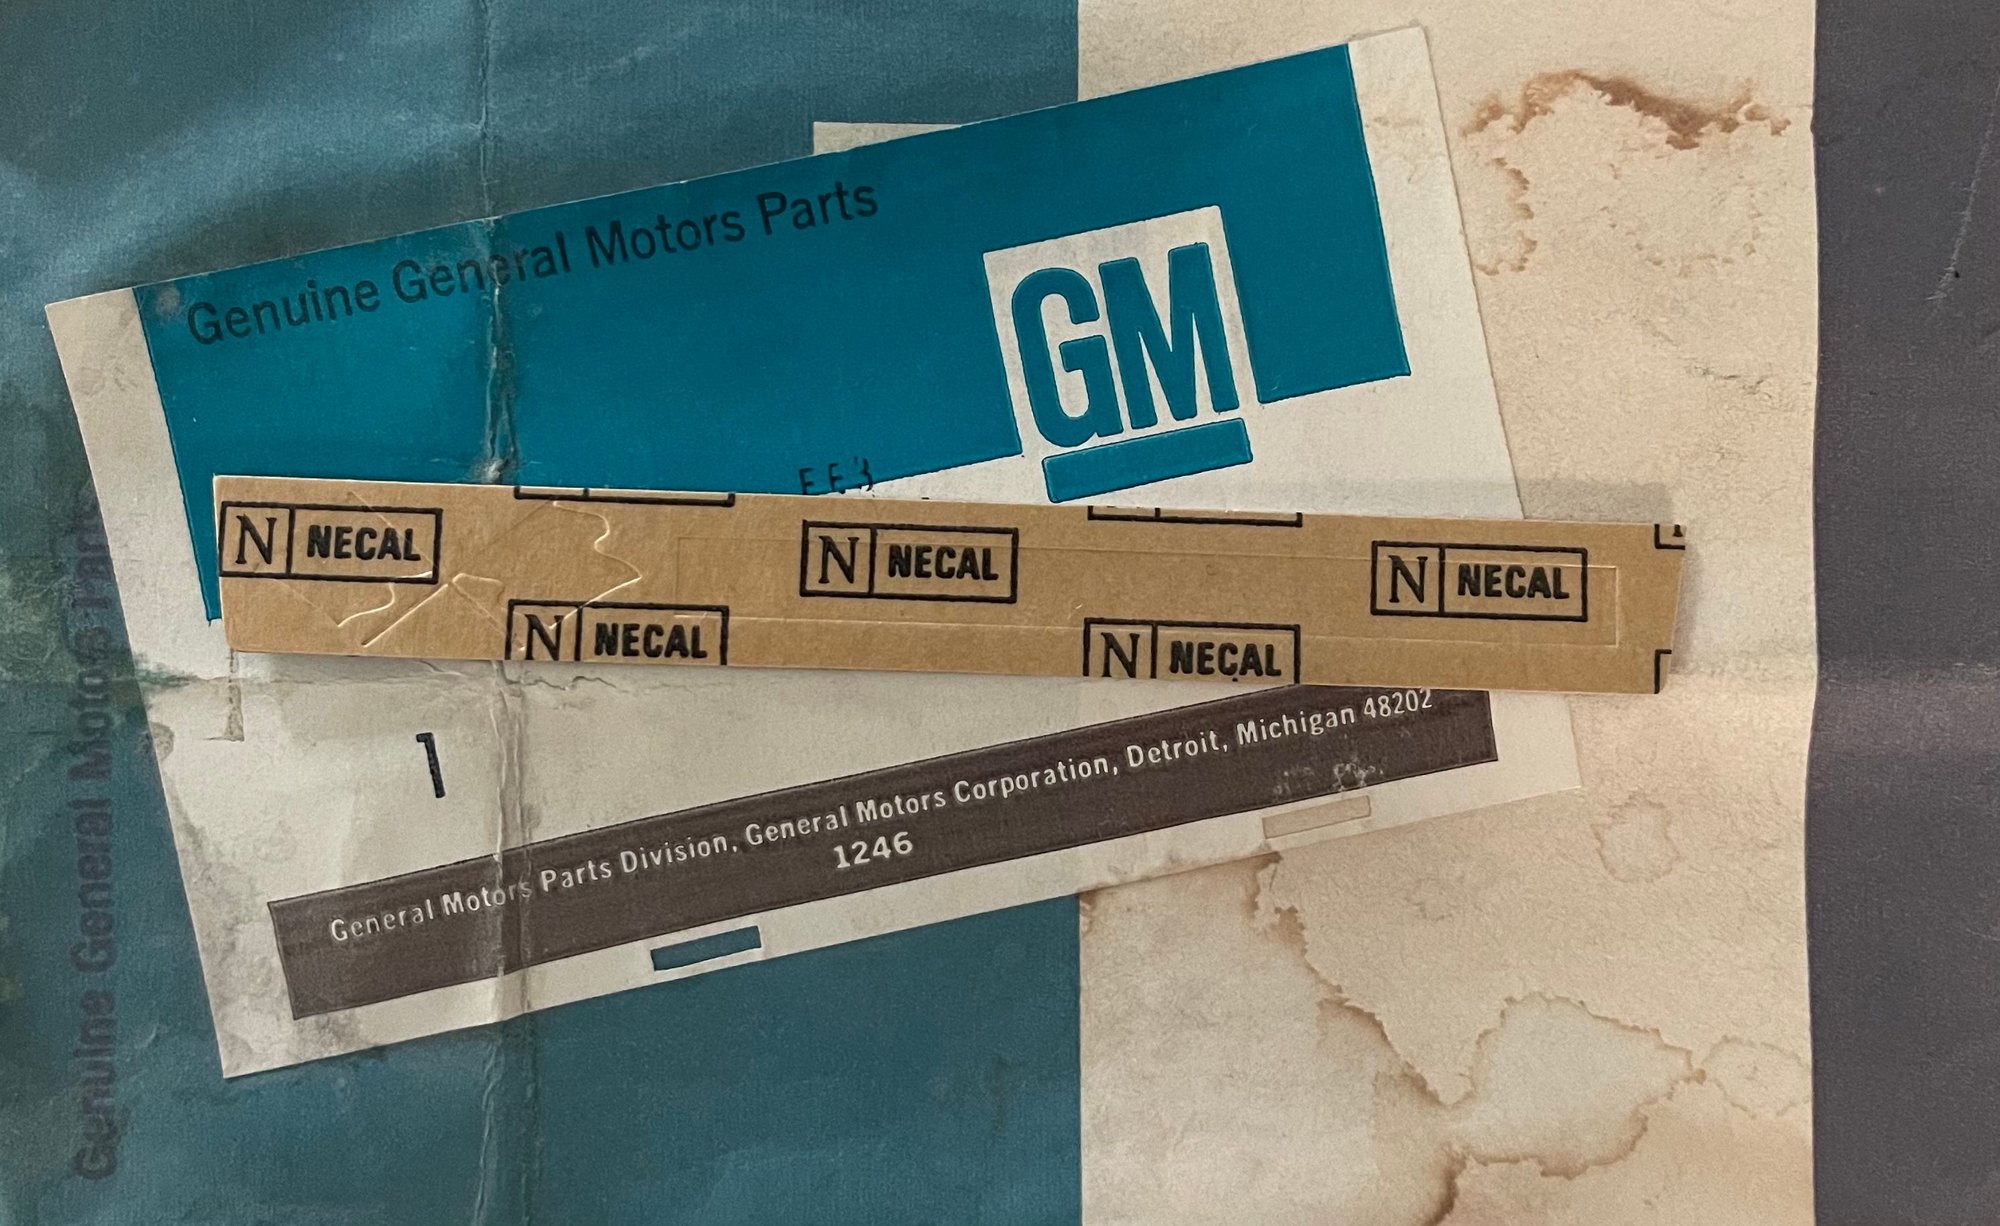 Genuine General Motors Parts
GM
EE3
N NECAL
N NECAL
N NECAL
N NECAL
N NECAL
1
General Motors Parts Division, General Motors Corporation, Detroit, Michigan 48202
1246
Genuine General Motors Parts